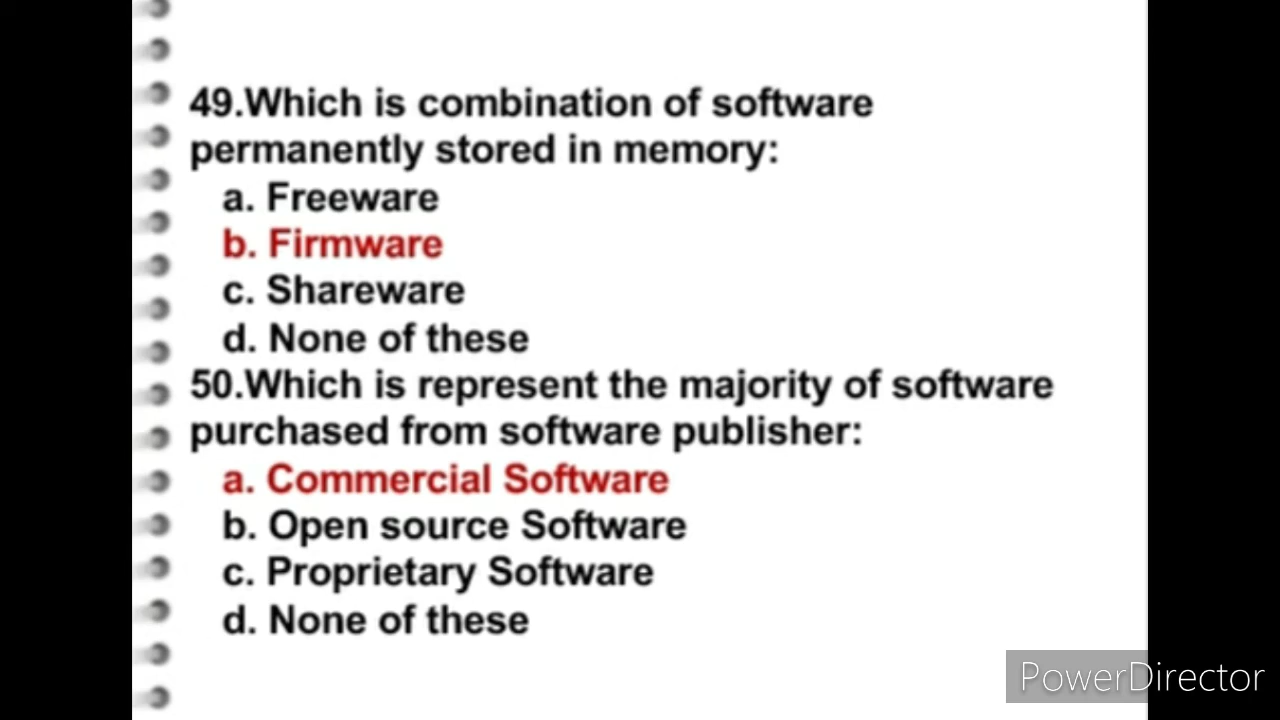 49.Which is combination of software
permanently stored in memory:
a. Freeware
b. Firmware
c. Shareware
d. None of these
50.Which is represent the majority of software
purchased from software publisher:
a. Commercial Software
b. Open source Software
c. Proprietary Software
d. None of these
PowerDirector